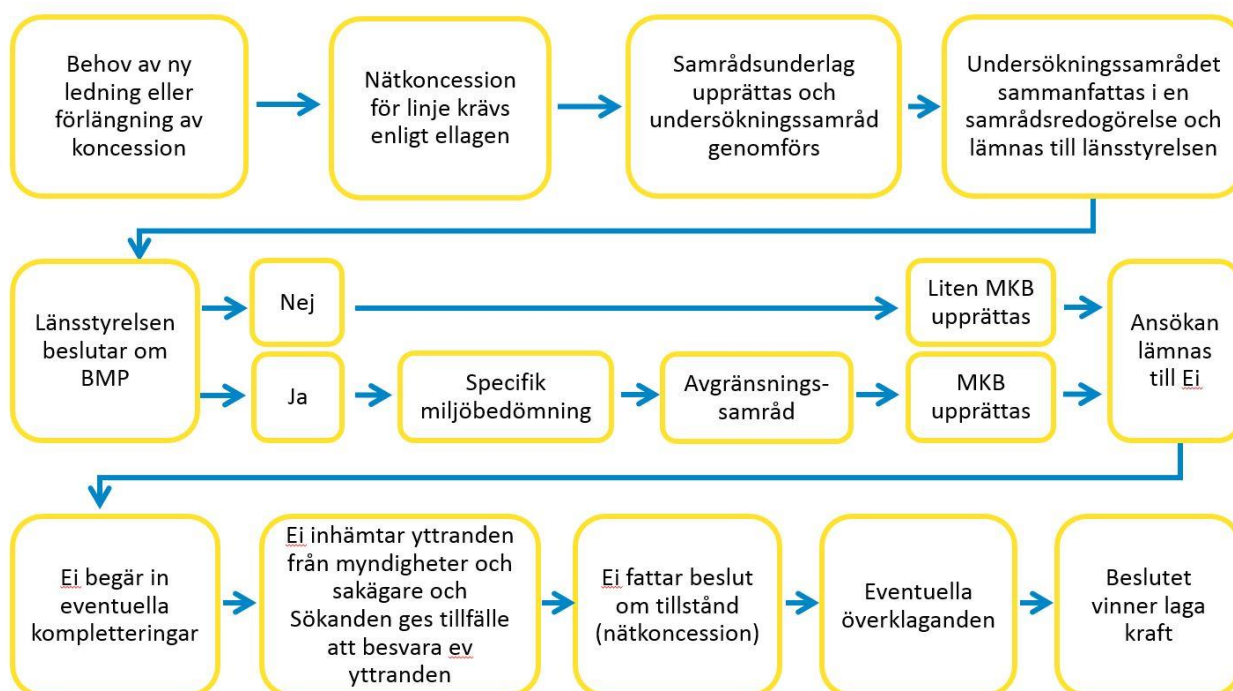 Behov av ny
ledning eller
förlängning av
koncession
Nätkoncession
för linje krävs
enligt ellagen
Samrådsunderlag
upprättas och
undersökningssamråd
genomförs
Undersökningssamrådet
sammanfattas i en
samrådsredogörelse och
lämnas till länsstyrelsen
Länsstyrelsen
beslutar om
BMP
Nej
Liten MKB
upprättas
Ja
Specifik
miljöbedömning
Avgränsnings-
samråd
MKB
upprättas
Ansökan
lämnas
till Ei
Ei begär in
eventuella
kompletteringar
Ei inhämtar yttranden
från myndigheter och
sakägare och
Sökanden ges tillfälle
att besvara ev
yttranden
Ei fattar beslut
om tillstånd
(nätkoncession)
Eventuella
överklaganden
Beslutet
vinner laga
kraft